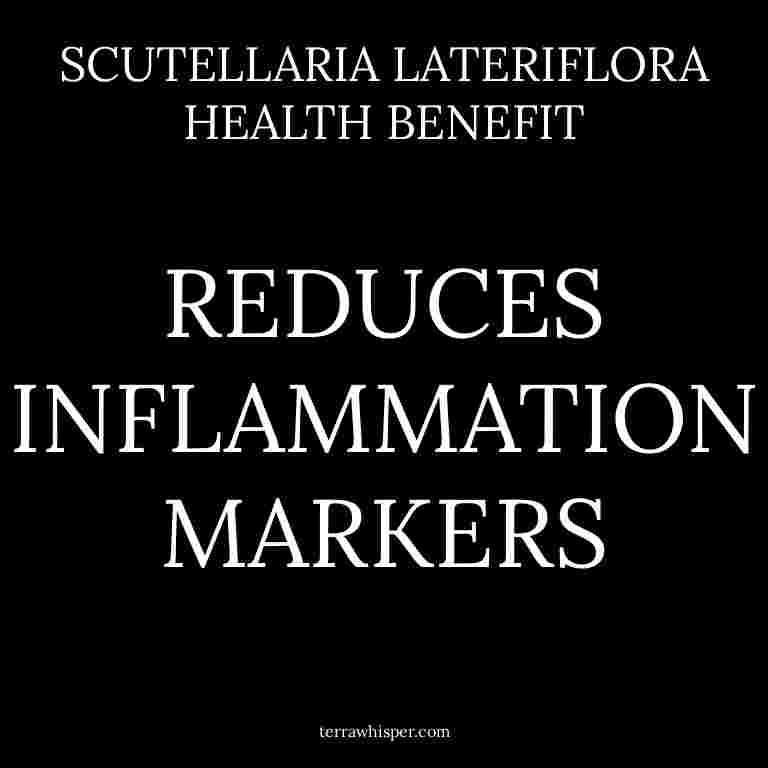 SCUTELLARIA LATERIFLORA
HEALTH BENEFIT
REDUCES
INFLAMMATION
MARKERS
terrawhisper.com